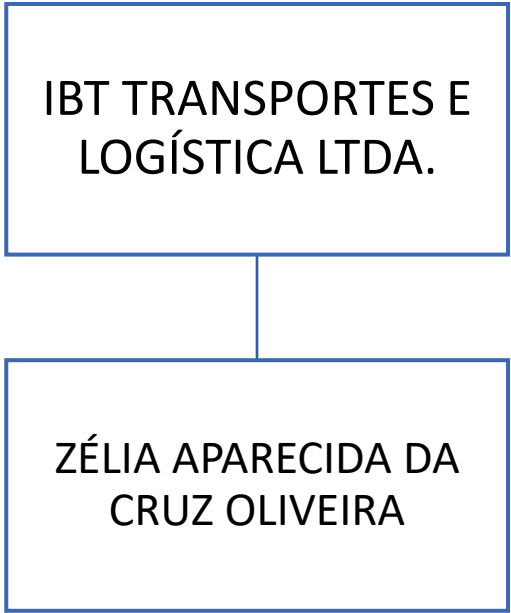 IBT TRANSPORTES E
LOGÍSTICA LTDA.
ZÉLIA APARECIDA DA
CRUZ OLIVEIRA